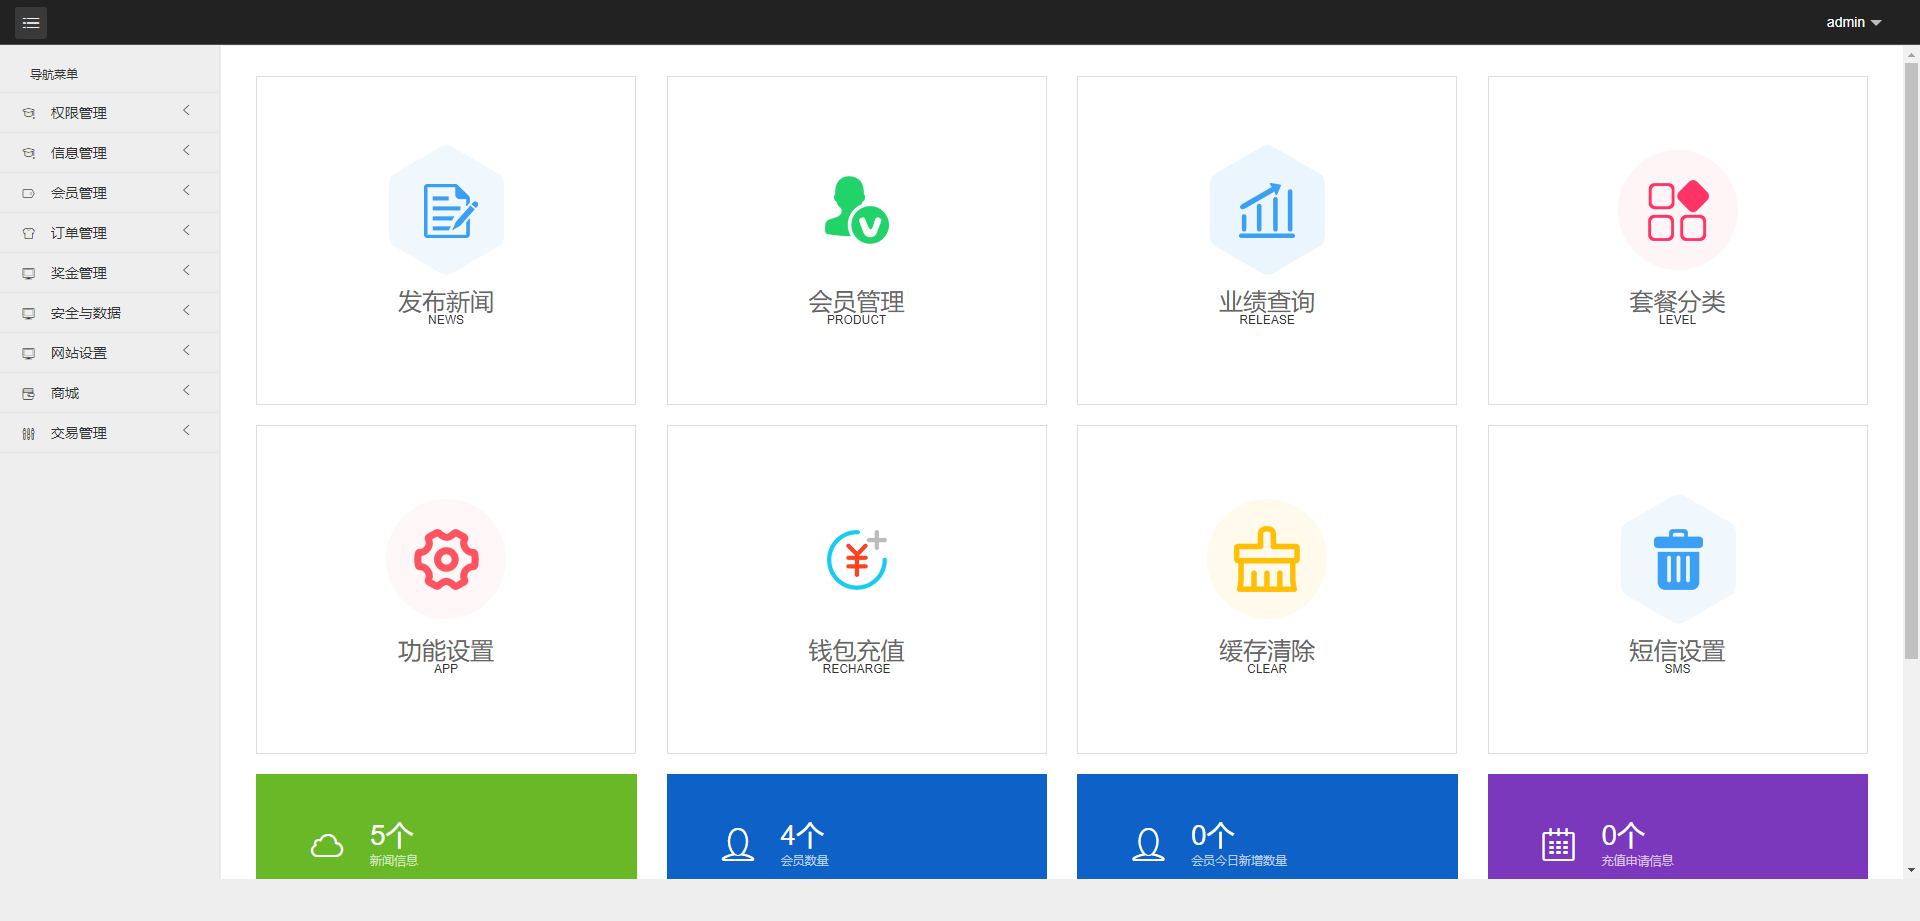 admin
导航菜单
权限管理
信息管理
会员管理
订单管理
奖金管理
安全与数据
网站设置
商城
交易管理
发布新闻
NEWS
会员管理
PRODUCT
业绩查询
RELEASE
套餐分类
LEVEL
功能设置
APP
钱包充值
RECHARGE
缓存清除
CLEAR
短信设置
SMS
5个
新闻信息
4个
会员数量
0个
会员今日新增数量
0个
充值申请信息